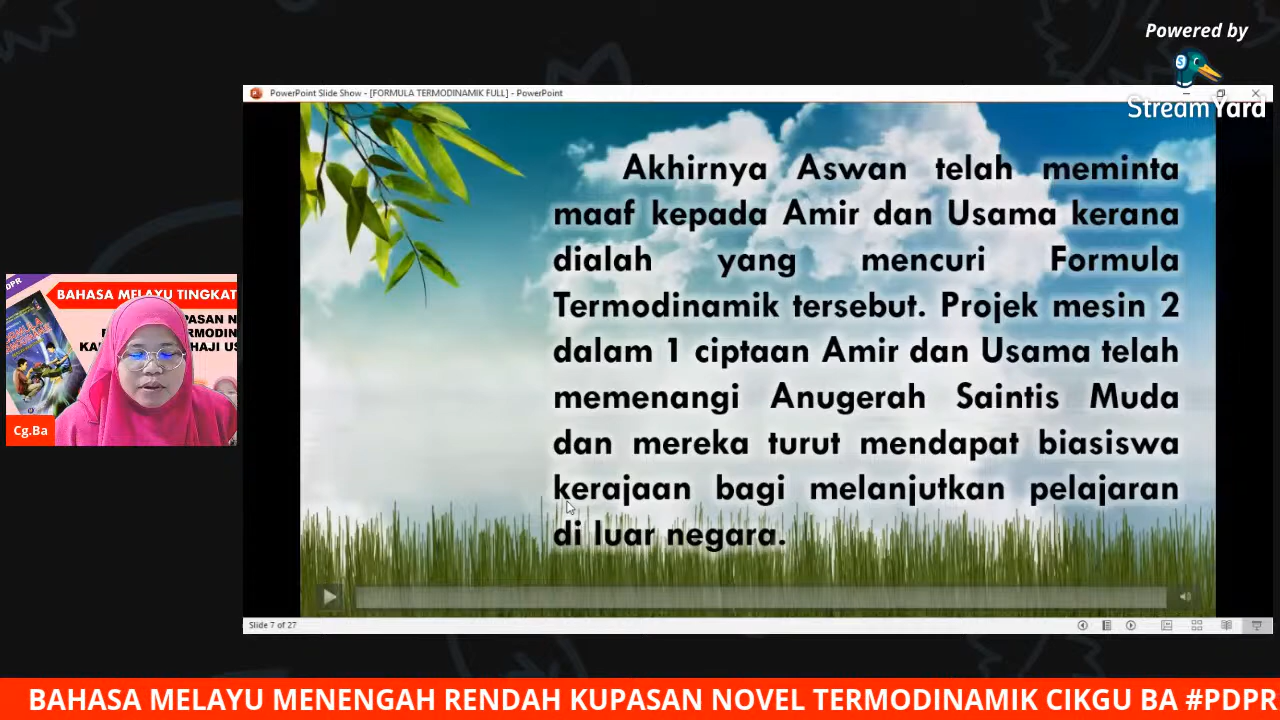 Powered by
StreamYard
PowerPoint Slide Show - [FORMULA TERMODINAMIK FULL] - PowerPoint
Akhirnya Aswan telah meminta
maaf kepada Amir dan Usama kerana
dialah yang mencuri Formula
Termodinamik tersebut. Projek mesin 2
dalam 1 ciptaan Amir dan Usama telah
memenangi Anugerah Saintis Muda
dan mereka turut mendapat biasiswa
kerajaan bagi melanjutkan pelajaran
di luar negara.
Slide 7 of 27
BAHASA MELAYU TINGKAT
Cg.Ba
BAHASA MELAYU MENENGAH RENDAH KUPASAN NOVEL TERMODINAMIK CIKGU BA #PDPR